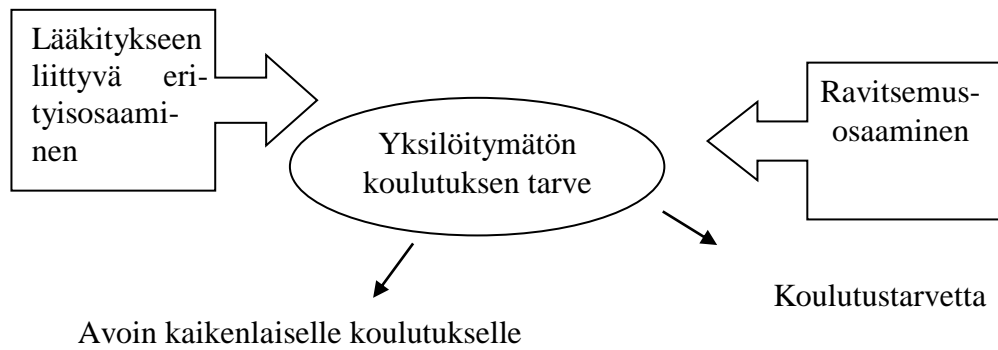 Lääkitykseen
liittyvä eri-
tyisosaami-
nen
Ravitsemus-
osaaminen
Yksilöitymätön
koulutuksen tarve
Koulutustarvetta
Avoin kaikenlaiselle koulutukselle